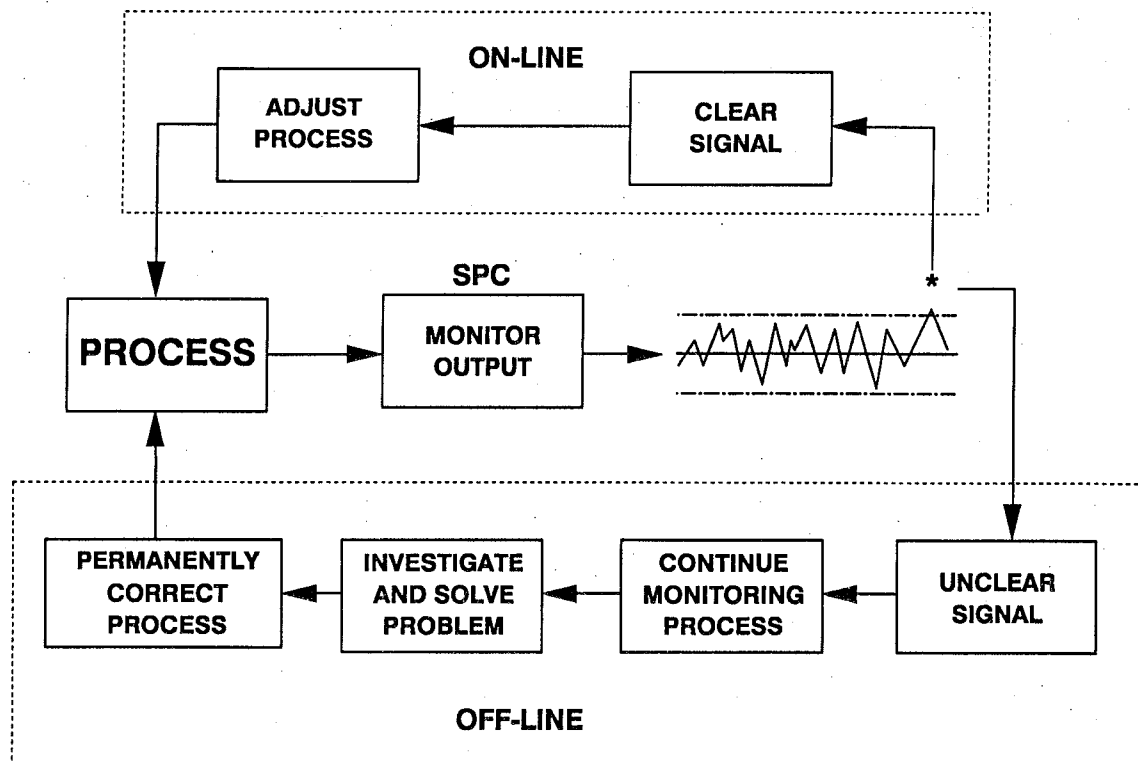 ON-LINE
ADJUST
PROCESS
CLEAR
SIGNAL
SPC
*
PROCESS
MONITOR
OUTPUT
PERMANENTLY
CORRECT
PROCESS
INVESTIGATE
AND SOLVE
PROBLEM
CONTINUE
MONITORING
PROCESS
UNCLEAR
SIGNAL
OFF-LINE